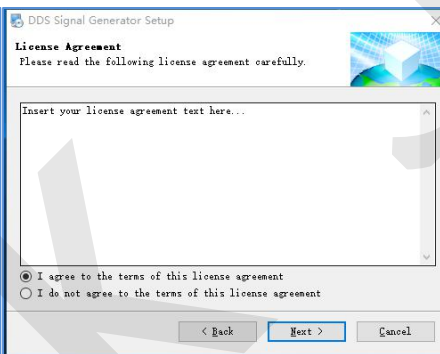 DDS Signal Generator Setup
License Agreement
Please read the following license agreement carefully.
Insert your license agreement text here...
I agree to the terms of this license agreement
I do not agree to the terms of this license agreement
< Back Next > Cancel